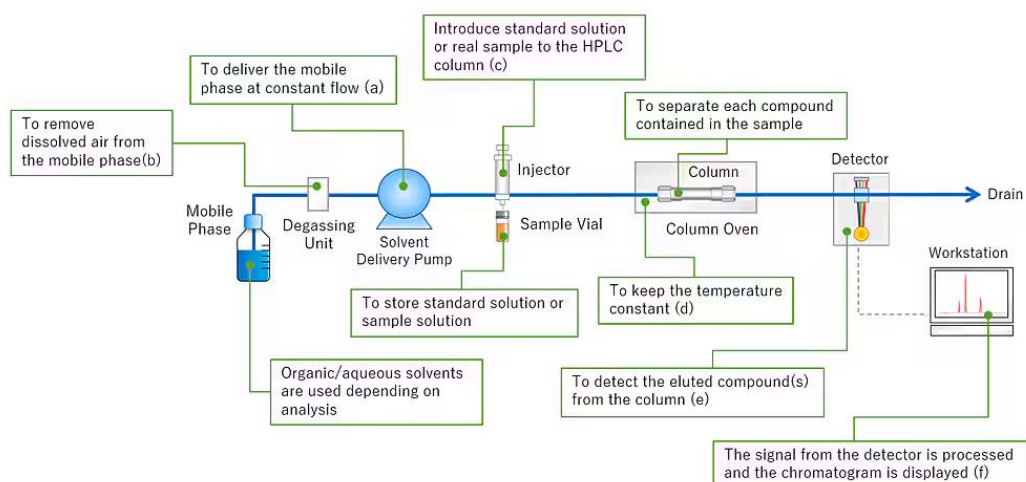 Introduce standard solution
or real sample to the HPLC
column (c)
To deliver the mobile
phase at constant flow (a)
To separate each compound
contained in the sample
To remove
dissolved air from
the mobile phase(b)
Injector
Column
Detector
Drain
Mobile
Phase
Degassing
Unit
Solvent
Delivery Pump
Sample Vial
Column Oven
Workstation
To store standard solution or
sample solution
To keep the temperature
constant (d)
Organic/aqueous solvents
are used depending on
analysis
To detect the eluted compound(s)
from the column (e)
The signal from the detector is processed
and the chromatogram is displayed (f)